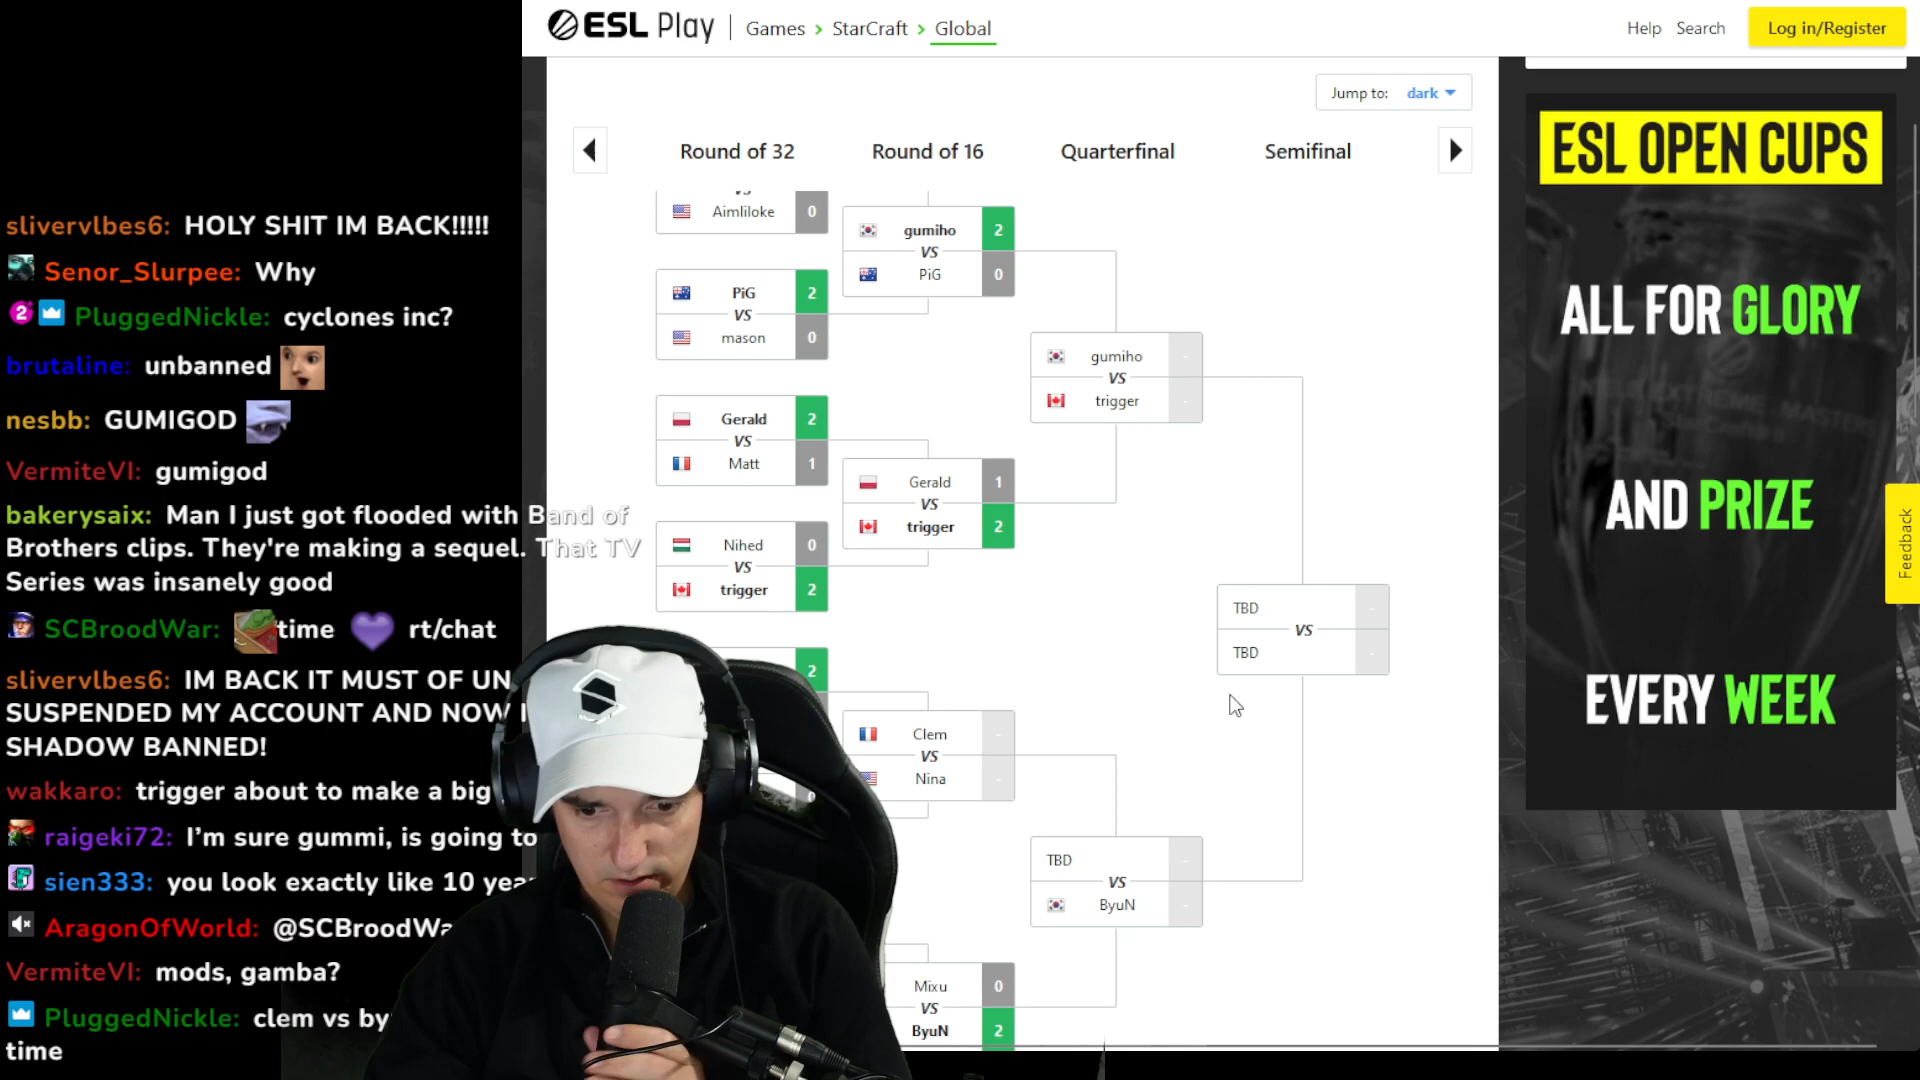 ESL Play
Games > StarCraft > Global
Help Search Log in/Register
Jump to: dark
Round of 32 Round of 16 Quarterfinal Semifinal
vs
Aimliloke 0
PiG 2
VS
mason 0
Gerald 2
VS
Matt 1
Nihed 0
VS
trigger 2
2
0
gumiho 2
VS
PiG 0
Gerald 1
VS
trigger 2
Clem -
VS
Nina -
Mixu 0
VS
ByuN 2
gumiho -
VS
trigger -
TBD -
VS
ByuN -
TBD -
VS
TBD -
ESL OPEN CUPS
ALL FOR GLORY
AND PRIZE
EVERY WEEK
Feedback
slivervlbes6: HOLY SHIT IM BACK!!!!!
Senor_Slurpee: Why
2 PluggedNickle: cyclones inc?
brutaline: unbanned
nesbb: GUMIGOD
VermiteVI: gumigod
bakerysaix: Man I just got flooded with Band of
Brothers clips. They're making a sequel. That TV
Series was insanely good
SCBroodWar: time rt/chat
slivervlbes6: IM BACK IT MUST OF UN
SUSPENDED MY ACCOUNT AND NOW I
SHADOW BANNED!
wakkaro: trigger about to make a big
raigeki72: I'm sure gummi, is going to
sien333: you look exactly like 10 yea
AragonOfWorld: @SCBroodWa
VermiteVI: mods, gamba?
PluggedNickle: clem vs by
time